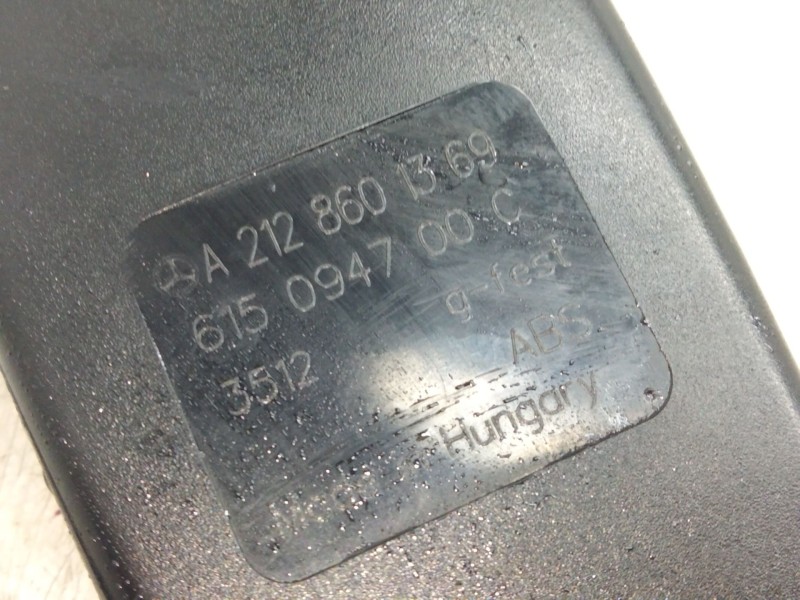 A 212 860 13 69
615 0947 00 C
g-fest
3512 ABS
Hungary